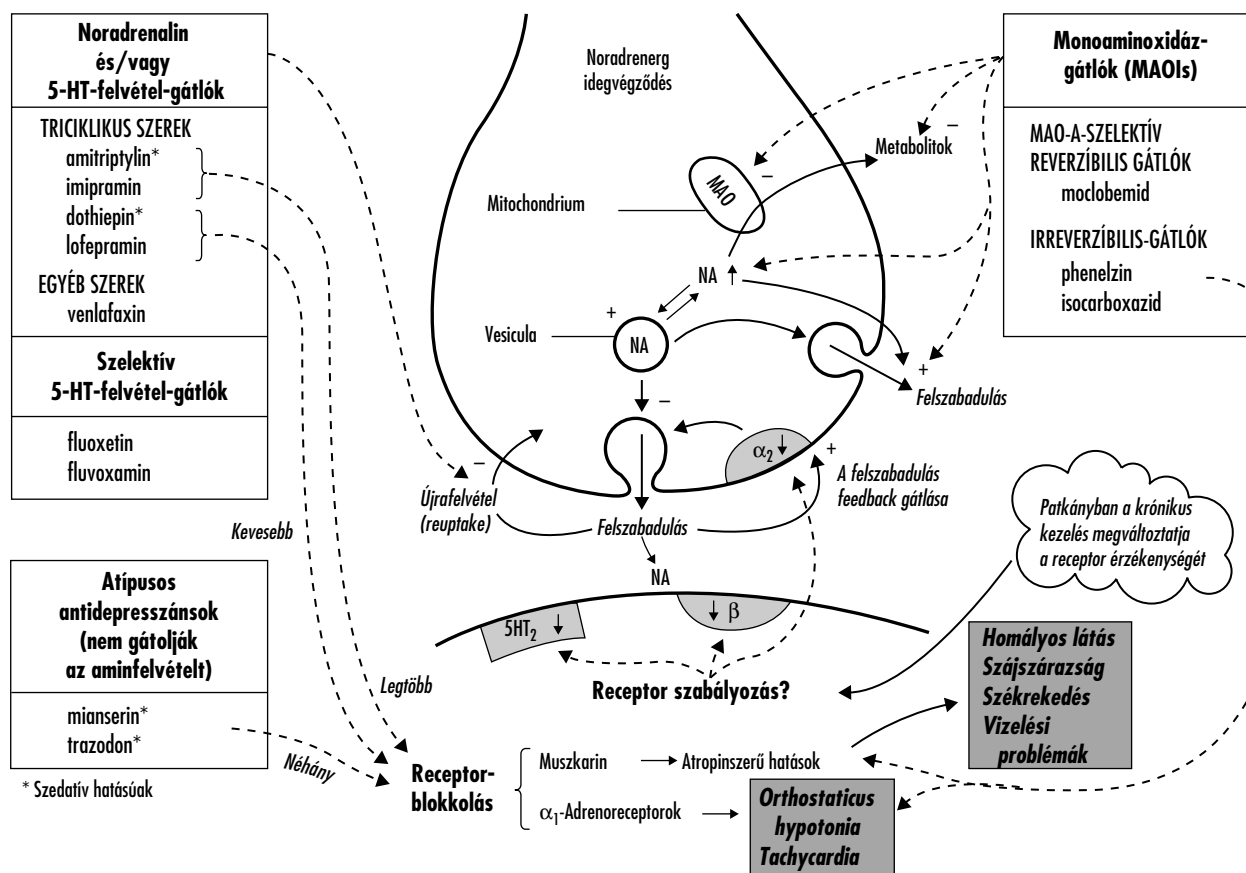 Noradrenalin
és/vagy
5-HT-felvétel-gátlók
TRICIKLIKUS SZEREK
amitriptylin*
imipramin
dothiepin*
lofepramin
EGYÉB SZEREK
venlafaxin
Szelektív
5-HT-felvétel-gátlók
fluoxetin
fluvoxamin
Kevesebb
Atípusos
antidepresszánsok
(nem gátolják
az aminfelvételt)
mianserin*
trazodon*
* Szedatív hatásúak
Néhány
Legtöbb
Noradrenerg
idegvégződés
Metabolitok
–
MAO
–
Mitochondrium
NA ↑
+
Vesicula
NA
–
+
Felszabadulás
α2 ↓
+
A felszabadulás
feedback gátlása
–
Újrafelvétel
(reuptake)
Felszabadulás
NA
5HT2 ↓
↓ β
Receptor szabályozás?
Receptor-
blokkolás
Muszkarin
Atropinszerű hatások
α1-Adrenoreceptorok
Orthostaticus
hypotonia
Tachycardia
Monoaminoxidáz-
gátlók (MAOIs)
MAO-A-SZELEKTÍV
REVERZÍBILIS GÁTLÓK
moclobemid
IRREVERZÍBILIS-GÁTLÓK
phenelzin
isocarboxazid
Patkányban a krónikus
kezelés megváltoztatja
a receptor érzékenységét
Homályos látás
Szájszárazság
Székrekedés
Vizelési
problémák